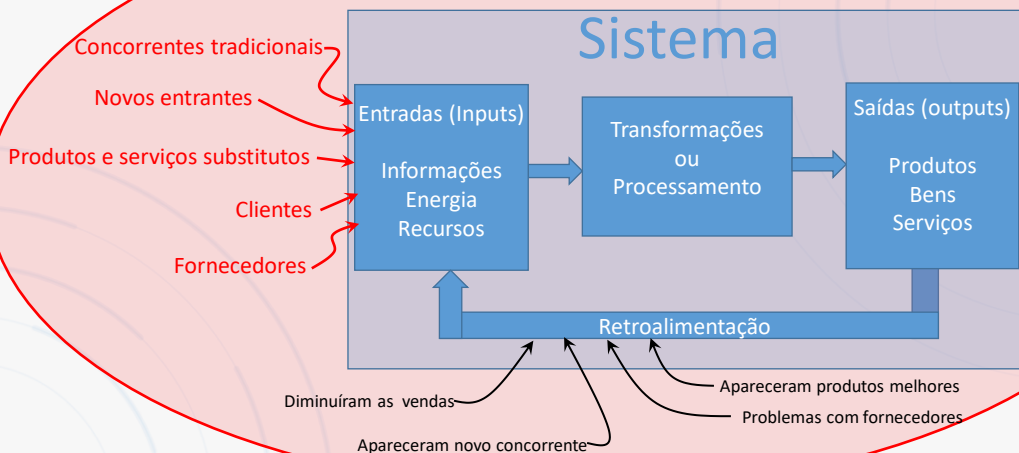 Sistema
Concorrentes tradicionais
Novos entrantes
Produtos e serviços substitutos
Clientes
Fornecedores
Entradas (Inputs)
Informações
Energia
Recursos
Transformações
ou
Processamento
Saídas (outputs)
Produtos
Bens
Serviços
Retroalimentação
Diminuíram as vendas
Apareceram novo concorrente
Apareceram produtos melhores
Problemas com fornecedores